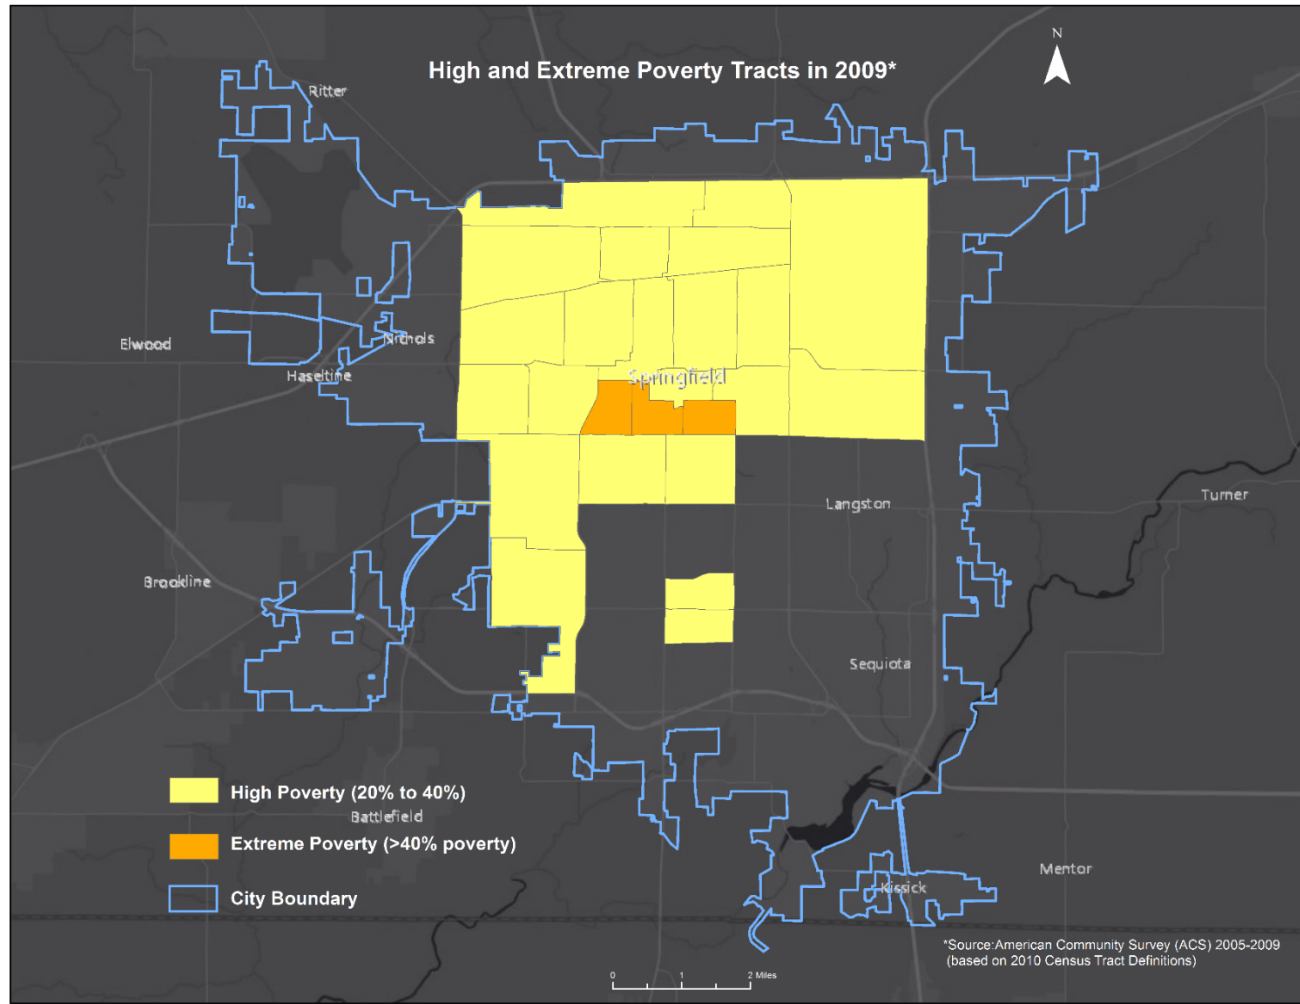 High and Extreme Poverty Tracts in 2009*
N
Ritter
Elwood
Nichols
Haseltine
Springfield
Langston
Turner
Brookline
Sequiota
High Poverty (20% to 40%)
Battlefield
Extreme Poverty (>40% poverty)
City Boundary
Mentor
Kissick
*Source:American Community Survey (ACS) 2005-2009
(based on 2010 Census Tract Definitions)
0 1 2 Miles